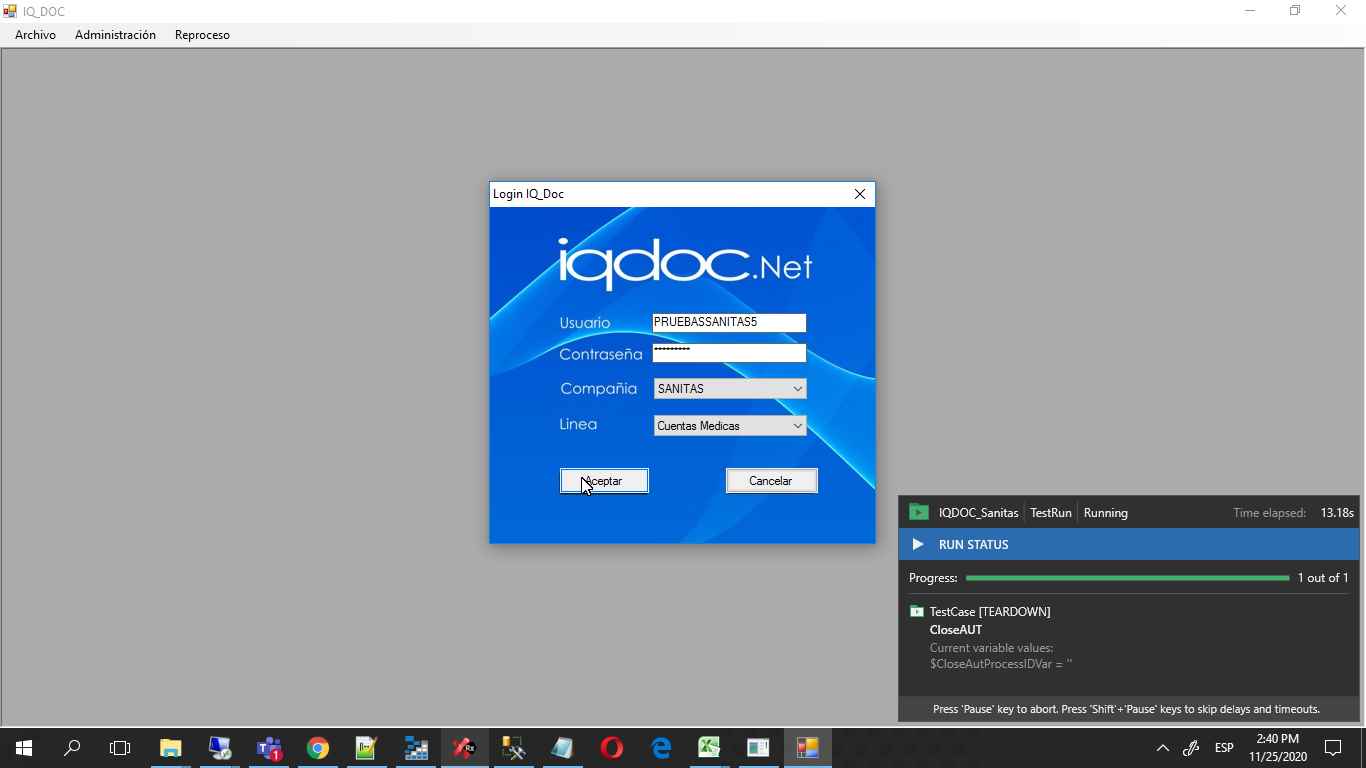 IQ_DOC
Archivo Administración Reproceso
Login IQ_Doc
iqdoc.Net
Usuario PRUEBASSANITAS5
Contraseña *********
Compañia SANITAS
Linea Cuentas Medicas
Aceptar Cancelar
IQDOC_Sanitas TestRun Running Time elapsed: 13.18s
RUN STATUS
Progress: 1 out of 1
TestCase [TEARDOWN]
CloseAUT
Current variable values:
$CloseAutProcessIDVar = ''
Press 'Pause' key to abort. Press 'Shift'+'Pause' keys to skip delays and timeouts.
1
Rx
ESP
2:40 PM
11/25/2020